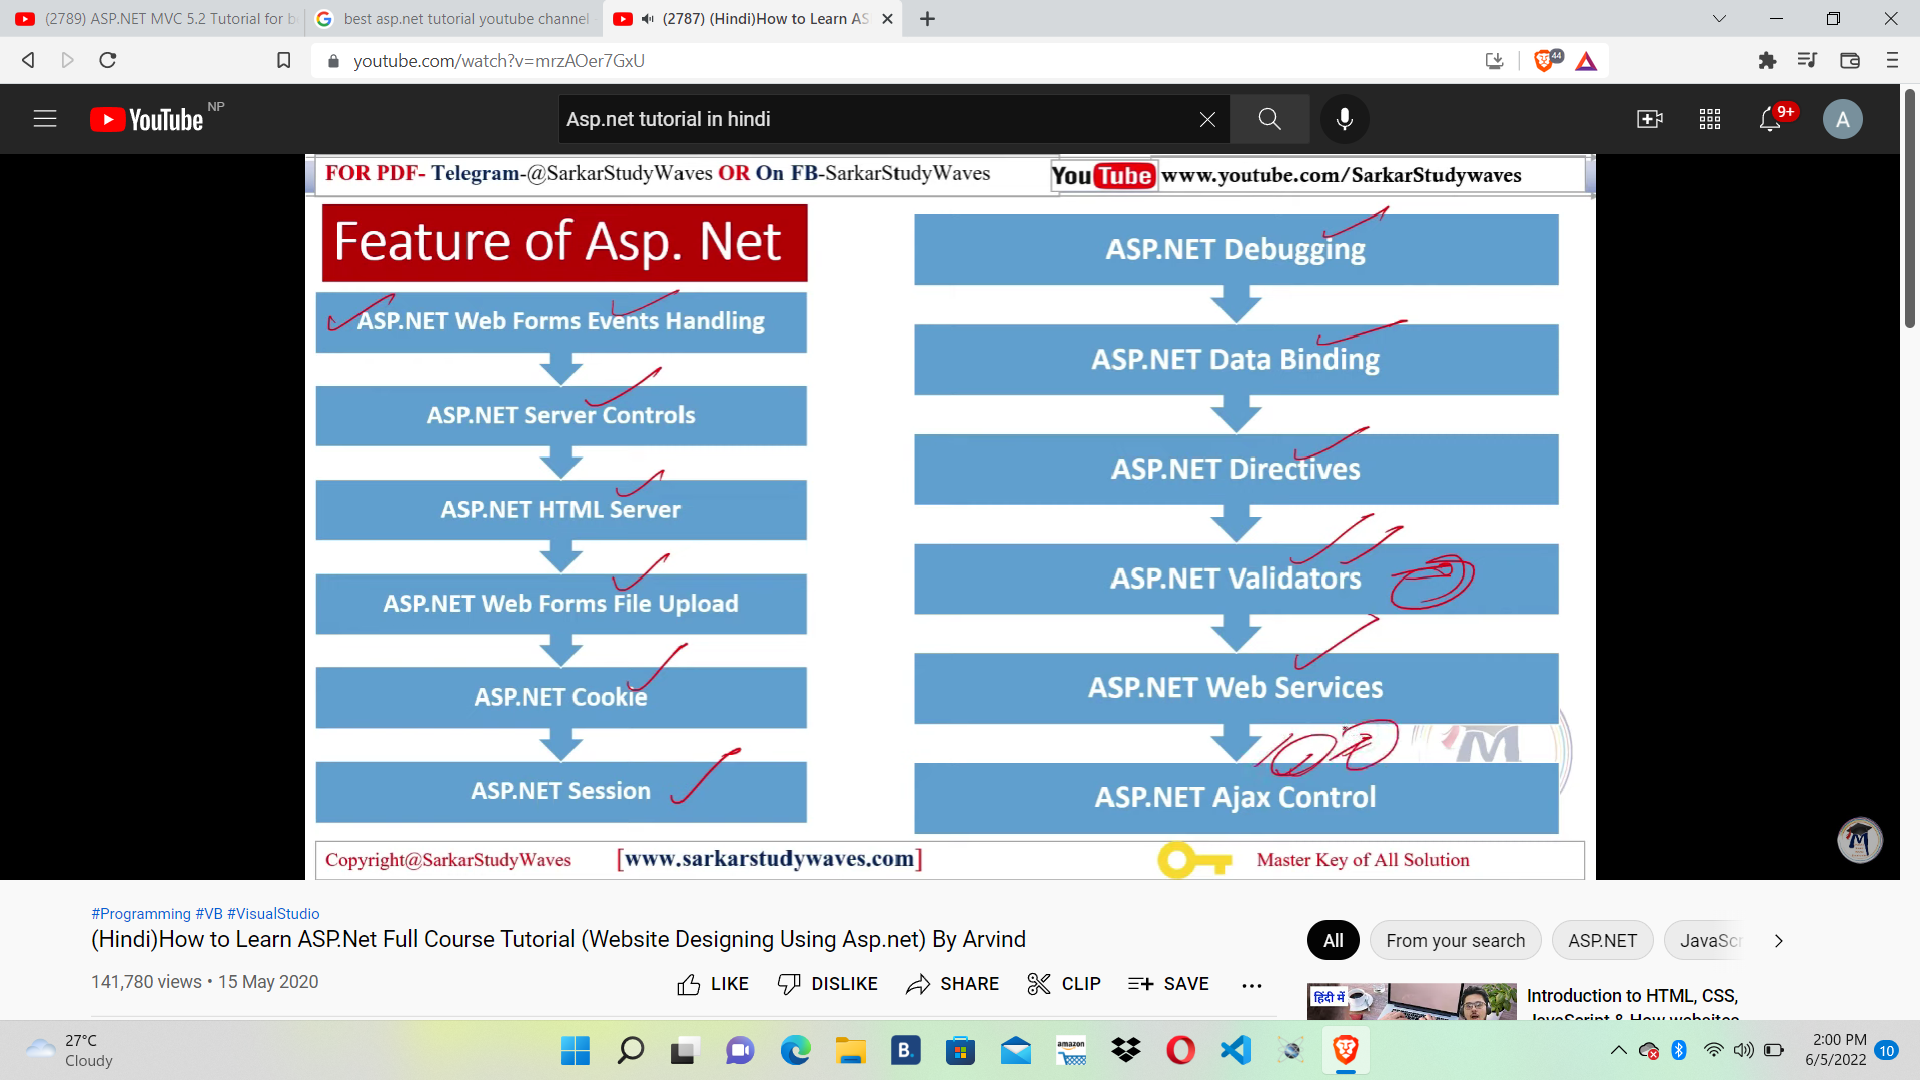 (2789) ASP.NET MVC 5.2 Tutorial for b
best asp.net tutorial youtube channel
(2787) (Hindi)How to Learn AS
youtube.com/watch?v=mrzAOer7GxU
44
YouTube NP
Asp.net tutorial in hindi
9+
A
FOR PDF- Telegram-@SarkarStudyWaves OR On FB-SarkarStudyWaves
YouTube www.youtube.com/SarkarStudywaves
Feature of Asp. Net
ASP.NET Web Forms Events Handling
ASP.NET Server Controls
ASP.NET HTML Server
ASP.NET Web Forms File Upload
ASP.NET Cookie
ASP.NET Session
ASP.NET Debugging
ASP.NET Data Binding
ASP.NET Directives
ASP.NET Validators
ASP.NET Web Services
ASP.NET Ajax Control
Copyright@SarkarStudyWaves [www.sarkarstudywaves.com] Master Key of All Solution
#Programming #VB #VisualStudio
(Hindi)How to Learn ASP.Net Full Course Tutorial (Website Designing Using Asp.net) By Arvind
141,780 views • 15 May 2020
LIKE DISLIKE SHARE CLIP SAVE
All From your search ASP.NET JavaScr
हिंदी में
Introduction to HTML, CSS,
JavaScript & How websites
27°C
Cloudy
B.
amazon
2:00 PM
6/5/2022
10